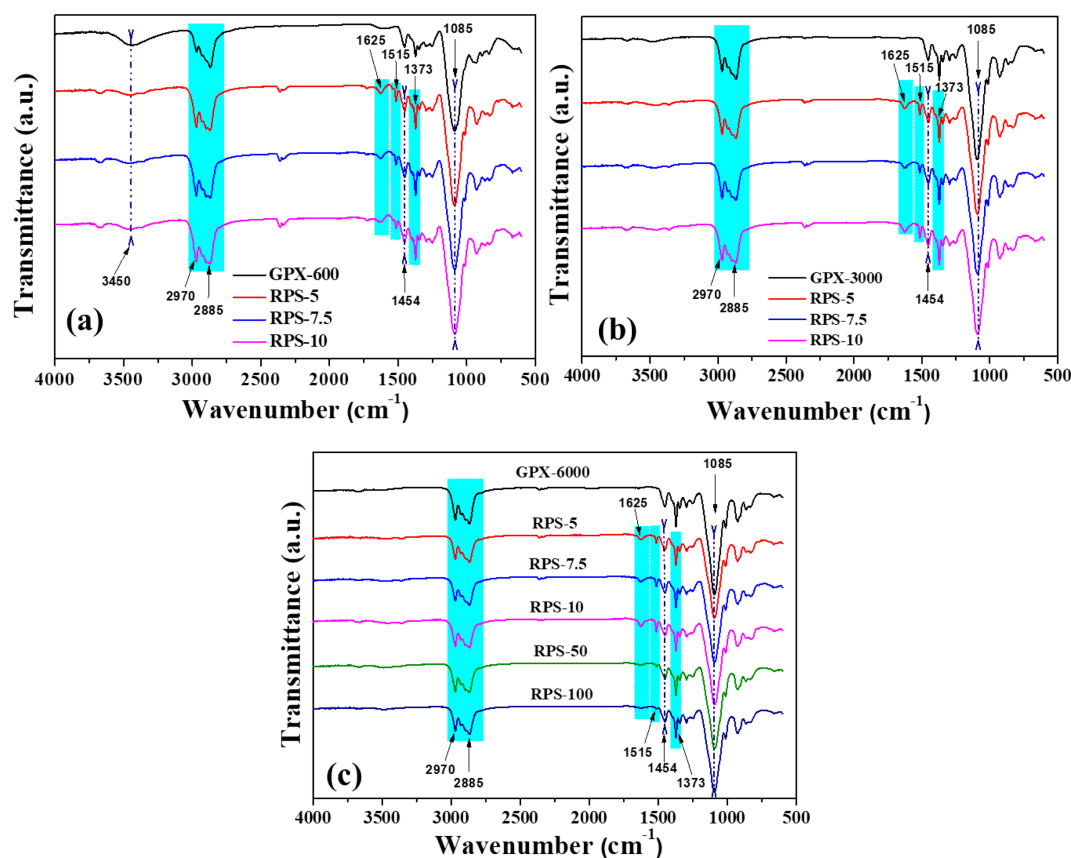 1625
1515
1373
1085
3450
2970
2885
1454
GPX-600
RPS-5
RPS-7.5
RPS-10
(a)
4000 3500 3000 2500 2000 1500 1000 500
Wavenumber (cm-1)
Transmittance (a.u.)
1625
1515
1373
1085
2970
2885
1454
GPX-3000
RPS-5
RPS-7.5
RPS-10
(b)
4000 3500 3000 2500 2000 1500 1000 500
Wavenumber (cm-1)
Transmittance (a.u.)
GPX-6000
1085
1625
RPS-5
RPS-7.5
RPS-10
RPS-50
RPS-100
2970
2885
1515
1454
1373
(c)
4000 3500 3000 2500 2000 1500 1000 500
Wavenumber (cm-1)
Transmittance (a.u.)